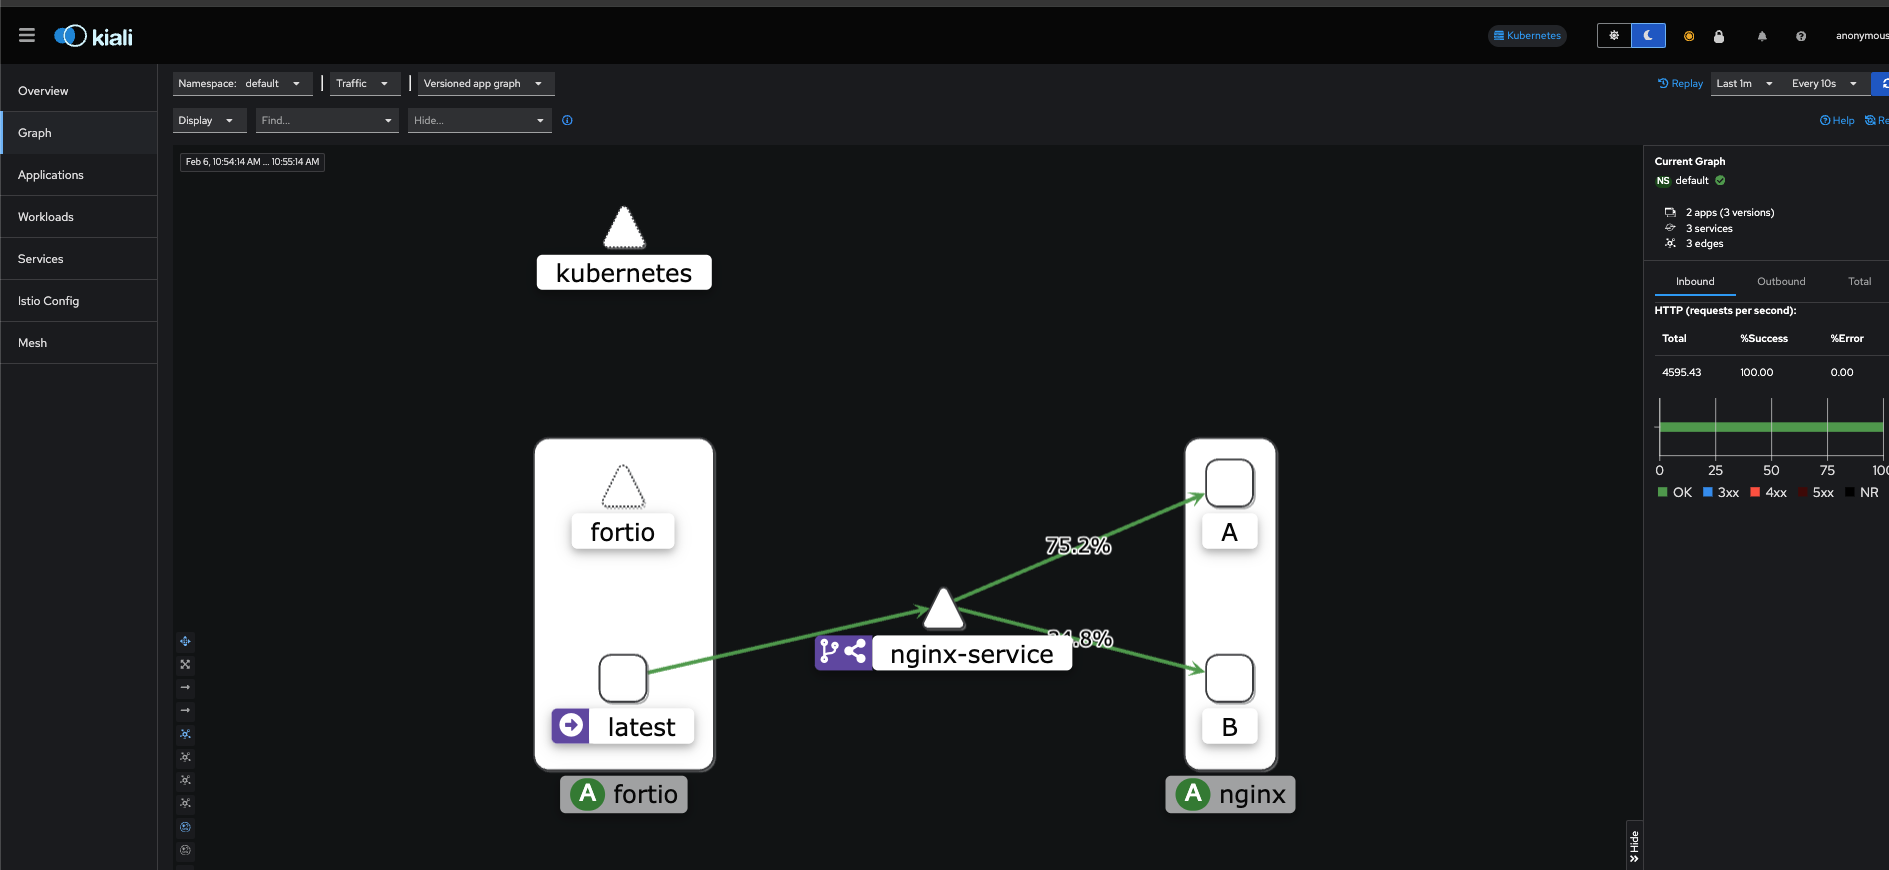 kiali
Kubernetes
anonymous
Overview
Graph
Applications
Workloads
Services
Istio Config
Mesh
Namespace: default
Traffic
Versioned app graph
Replay
Last 1m
Every 10s
Display
Find...
Hide...
Help
Re
Feb 6, 10:54:14 AM ... 10:55:14 AM
kubernetes
fortio
latest
A fortio
nginx-service
75.2%
A
B
A nginx
Hide
Current Graph
NS default
2 apps (3 versions)
3 services
3 edges
Inbound Outbound Total
HTTP (requests per second):
Total %Success %Error
4595.43 100.00 0.00
0 25 50 75 100
OK 3xx 4xx 5xx NR